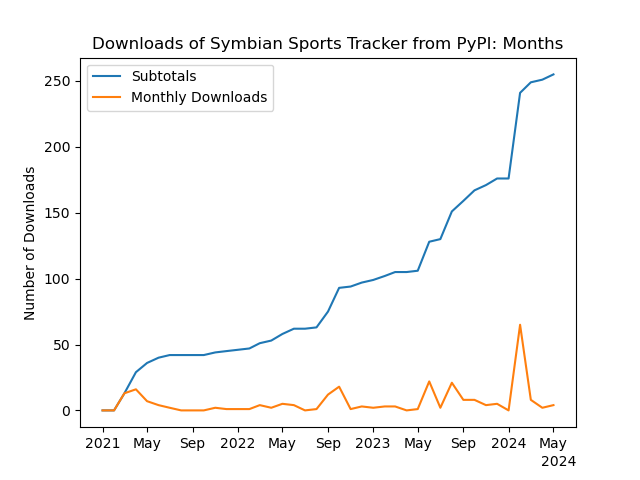 Downloads of Symbian Sports Tracker from PyPI: Months
Subtotals
Monthly Downloads
Number of Downloads
250
200
150
100
50
0
2021 May Sep 2022 May Sep 2023 May Sep 2024 May
2024